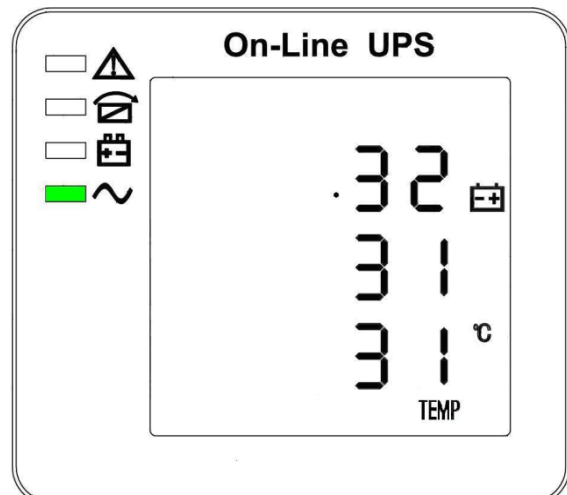 On-Line UPS
.32
31
31 ℃
TEMP